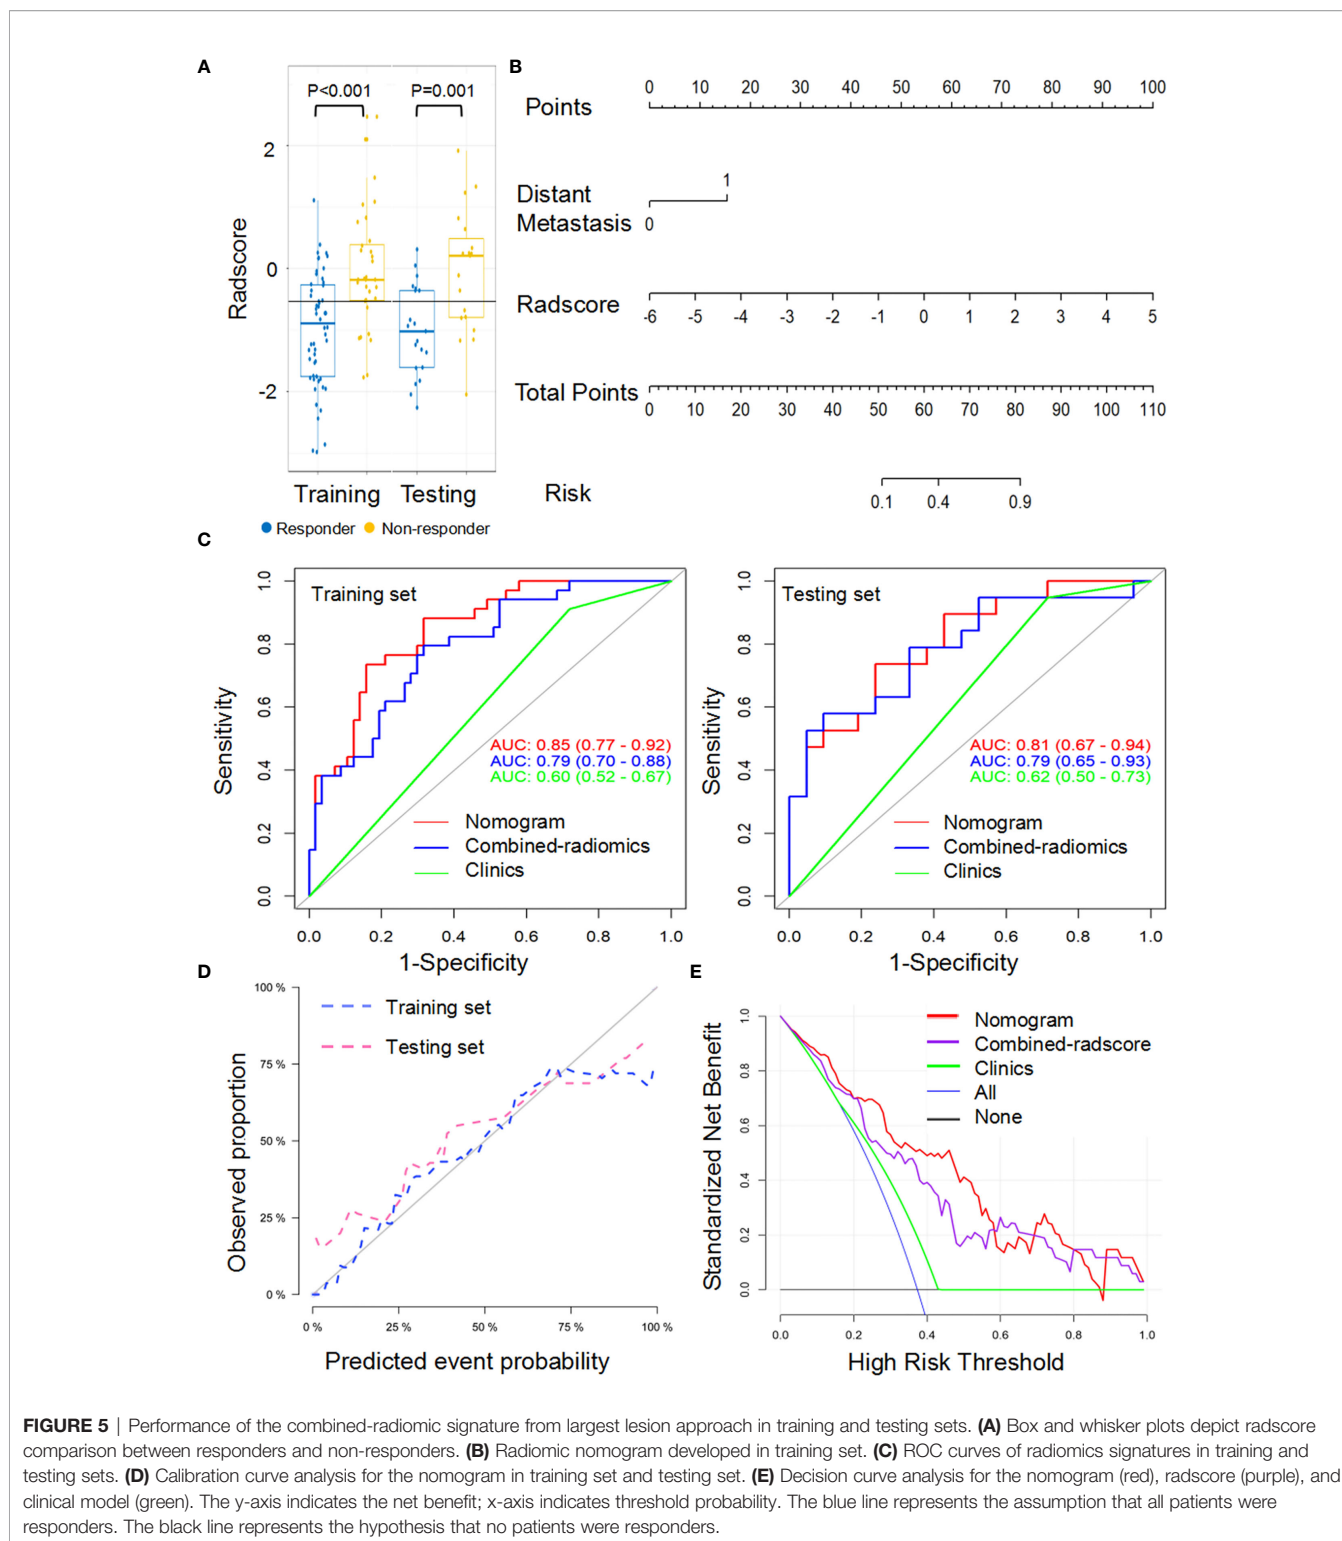 A
P<0.001 P=0.001
2
0
-2
Radscore
Training Testing
Responder Non-responder
B
0 10 20 30 40 50 60 70 80 90 100
Points
1
Distant
Metastasis 0
Radscore
-6 -5 -4 -3 -2 -1 0 1 2 3 4 5
Total Points
0 10 20 30 40 50 60 70 80 90 100 110
Risk
0.1 0.4 0.9
C
Training set
Sensitivity
0.0 0.2 0.4 0.6 0.8 1.0
AUC: 0.85 (0.77 - 0.92)
AUC: 0.79 (0.70 - 0.88)
AUC: 0.60 (0.52 - 0.67)
Nomogram
Combined-radiomics
Clinics
0.0 0.2 0.4 0.6 0.8 1.0
1-Specificity
Testing set
Sensitivity
0.0 0.2 0.4 0.6 0.8 1.0
AUC: 0.81 (0.67 - 0.94)
AUC: 0.79 (0.65 - 0.93)
AUC: 0.62 (0.50 - 0.73)
Nomogram
Combined-radiomics
Clinics
0.0 0.2 0.4 0.6 0.8 1.0
1-Specificity
D
100 %
75 %
50 %
25 %
0 %
Observed proportion
Training set
Testing set
0 % 25 % 50 % 75 % 100 %
Predicted event probability
E
Standardized Net Benefit
0.0 0.2 0.4 0.6 0.8 1.0
Nomogram
Combined-radscore
Clinics
All
None
0.0 0.2 0.4 0.6 0.8 1.0
High Risk Threshold
FIGURE 5 | Performance of the combined-radiomic signature from largest lesion approach in training and testing sets. (A) Box and whisker plots depict radscore
comparison between responders and non-responders. (B) Radiomic nomogram developed in training set. (C) ROC curves of radiomics signatures in training and
testing sets. (D) Calibration curve analysis for the nomogram in training set and testing set. (E) Decision curve analysis for the nomogram (red), radscore (purple), and
clinical model (green). The y-axis indicates the net benefit; x-axis indicates threshold probability. The blue line represents the assumption that all patients were
responders. The black line represents the hypothesis that no patients were responders.